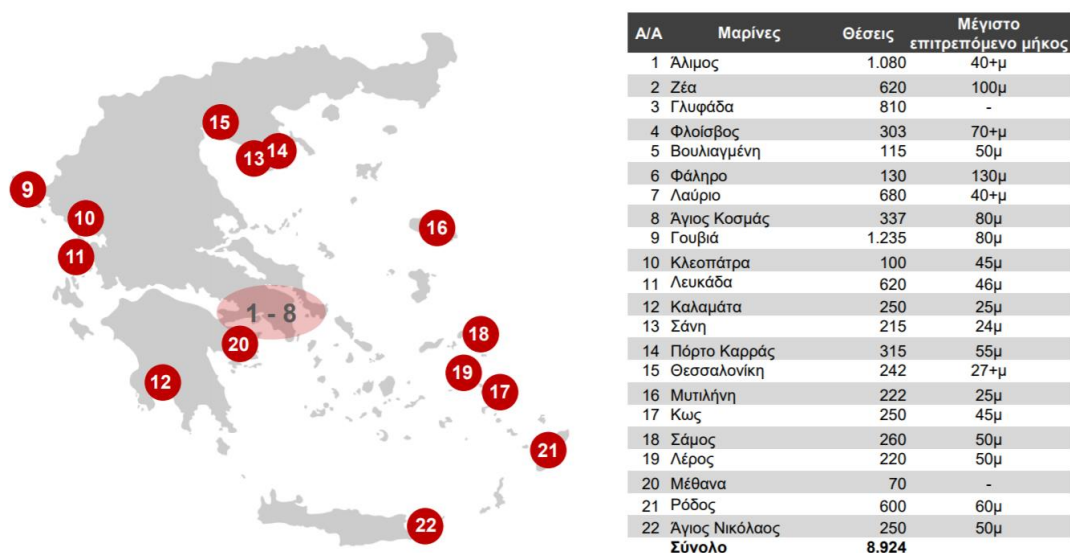 15
14
13
9
10
16
11
1 - 8
18
20
19
12
17
21
22
Α/Α Μαρίνες Θέσεις Μέγιστο επιτρεπόμενο μήκος
1 Άλιμος 1.080 40+μ
2 Ζέα 620 100μ
3 Γλυφάδα 810 -
4 Φλοίσβος 303 70+μ
5 Βουλιαγμένη 115 50μ
6 Φάληρο 130 130μ
7 Λαύριο 680 40+μ
8 Άγιος Κοσμάς 337 80μ
9 Γουβιά 1.235 80μ
10 Κλεοπάτρα 100 45μ
11 Λευκάδα 620 46μ
12 Καλαμάτα 250 25μ
13 Σάνη 215 24μ
14 Πόρτο Καρράς 315 55μ
15 Θεσσαλονίκη 242 27+μ
16 Μυτιλήνη 222 25μ
17 Κως 250 45μ
18 Σάμος 260 50μ
19 Λέρος 220 50μ
20 Μέθανα 70 -
21 Ρόδος 600 60μ
22 Άγιος Νικόλαος 250 50μ
Σύνολο 8.924